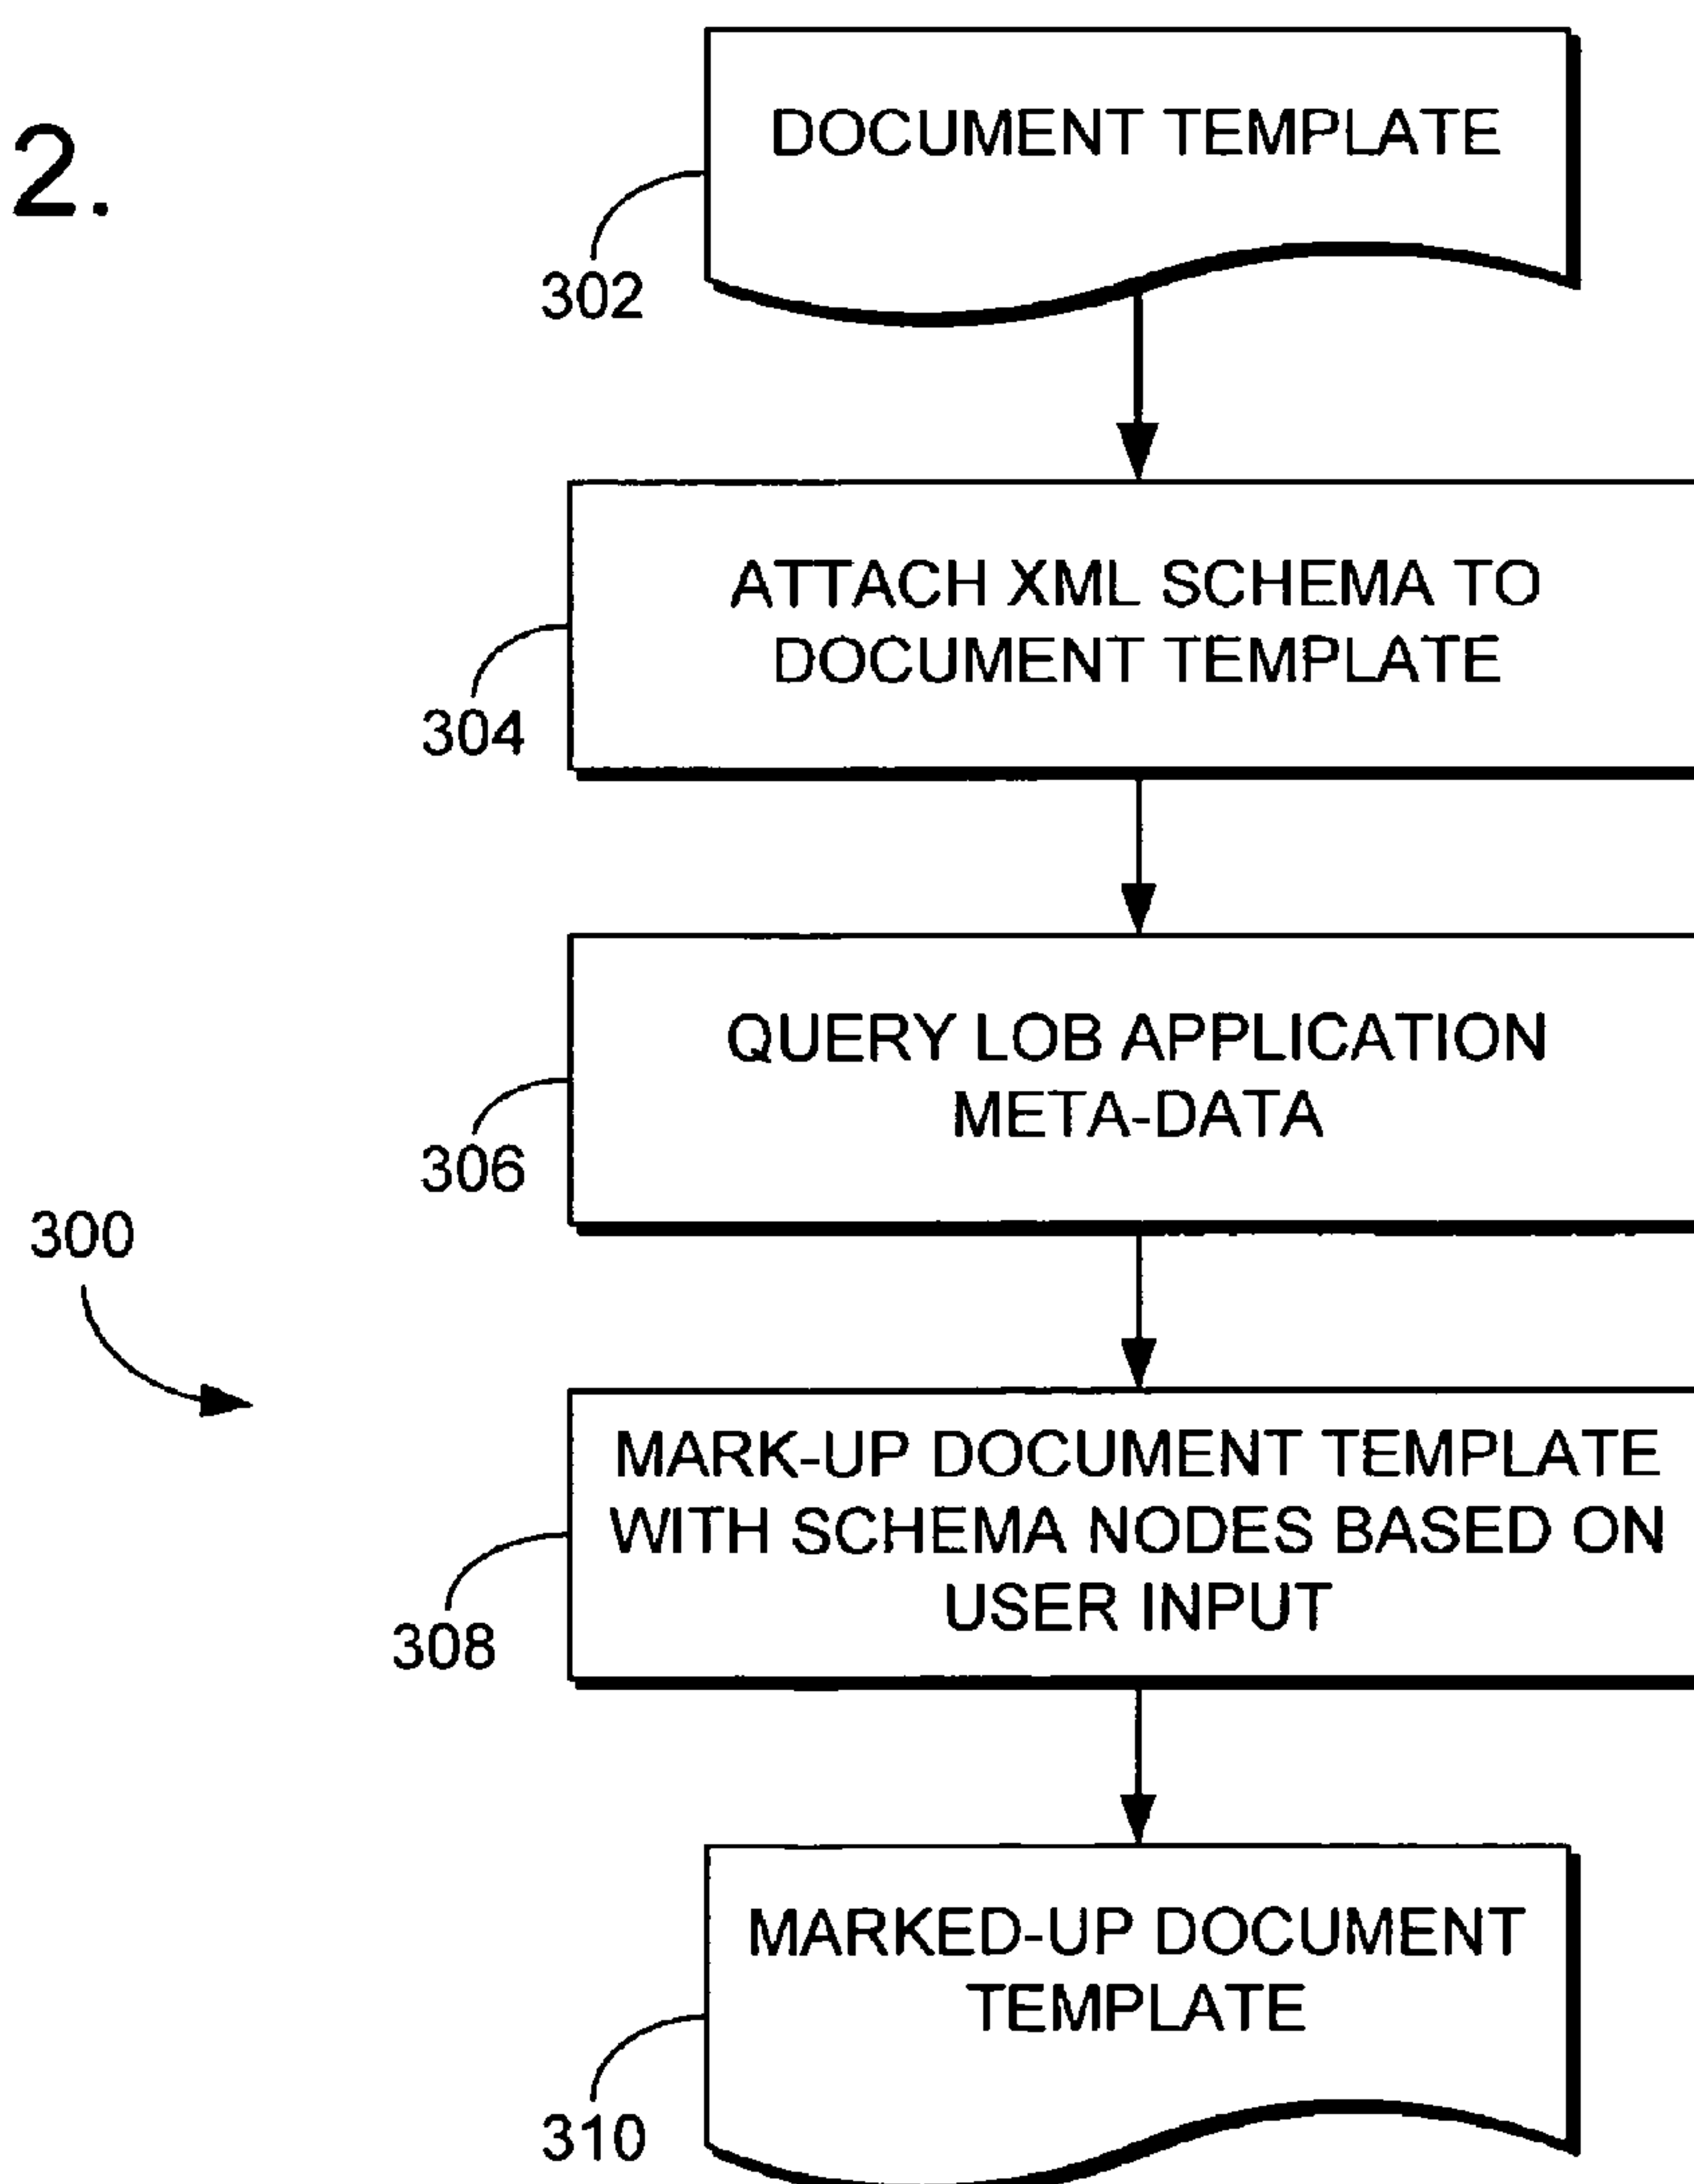 2.
DOCUMENT TEMPLATE
302
ATTACH XML SCHEMA TO
DOCUMENT TEMPLATE
304
QUERY LOB APPLICATION
META-DATA
306
300
MARK-UP DOCUMENT TEMPLATE
WITH SCHEMA NODES BASED ON
USER INPUT
308
MARKED-UP DOCUMENT
TEMPLATE
310